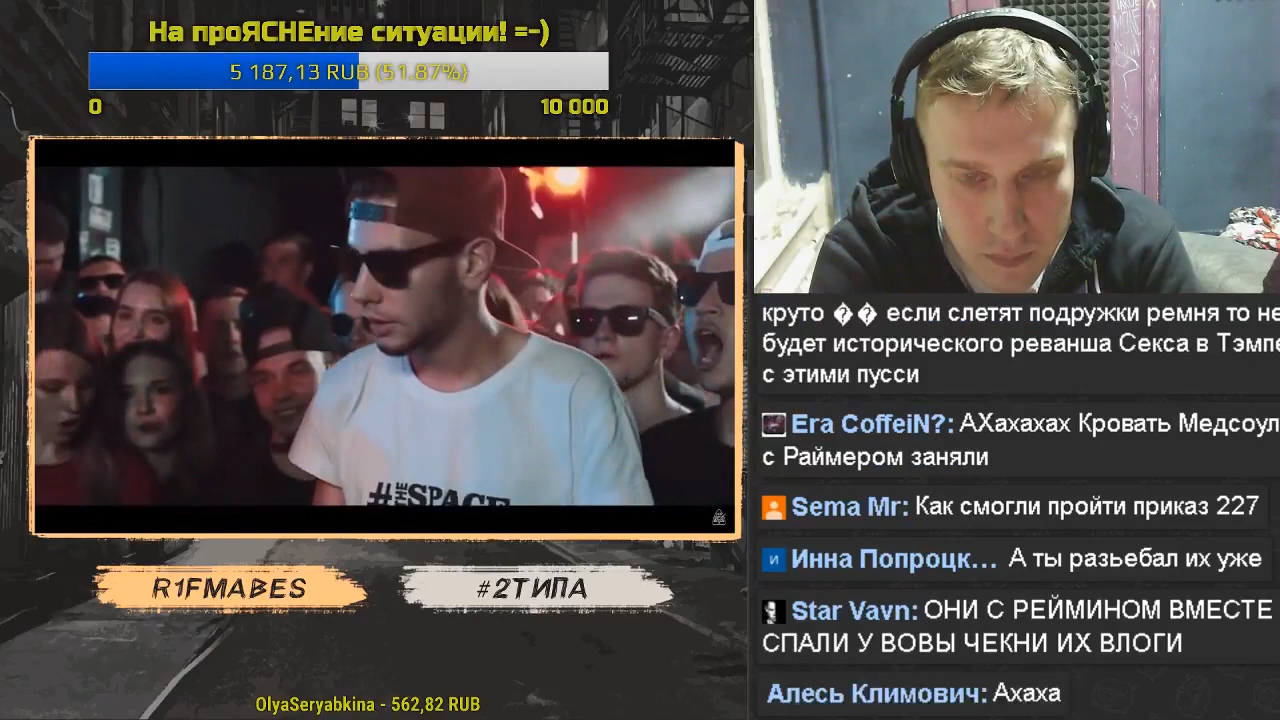 На проЯСНЕние ситуации! =-)
5 187,13 RUB (51.87%)
0
10 000
#THE SPACE
R1FMABES
#2ТИПА
OlyaSeryabkina - 562,82 RUB
круто �� если слетят подружки ремня то не
будет исторического реванша Секса в Тэмпе
с этими пусси
Era CoffeiN?: АХахахах Кровать Медсоул
с Раймером заняли
Sema Mr: Как смогли пройти приказ 227
Инна Попроцк... А ты разьебал их уже
Star Vavn: ОНИ С РЕЙМИНОМ ВМЕСТЕ
СПАЛИ У ВОВЫ ЧЕКНИ ИХ ВЛОГИ
Алесь Климович: Ахаха